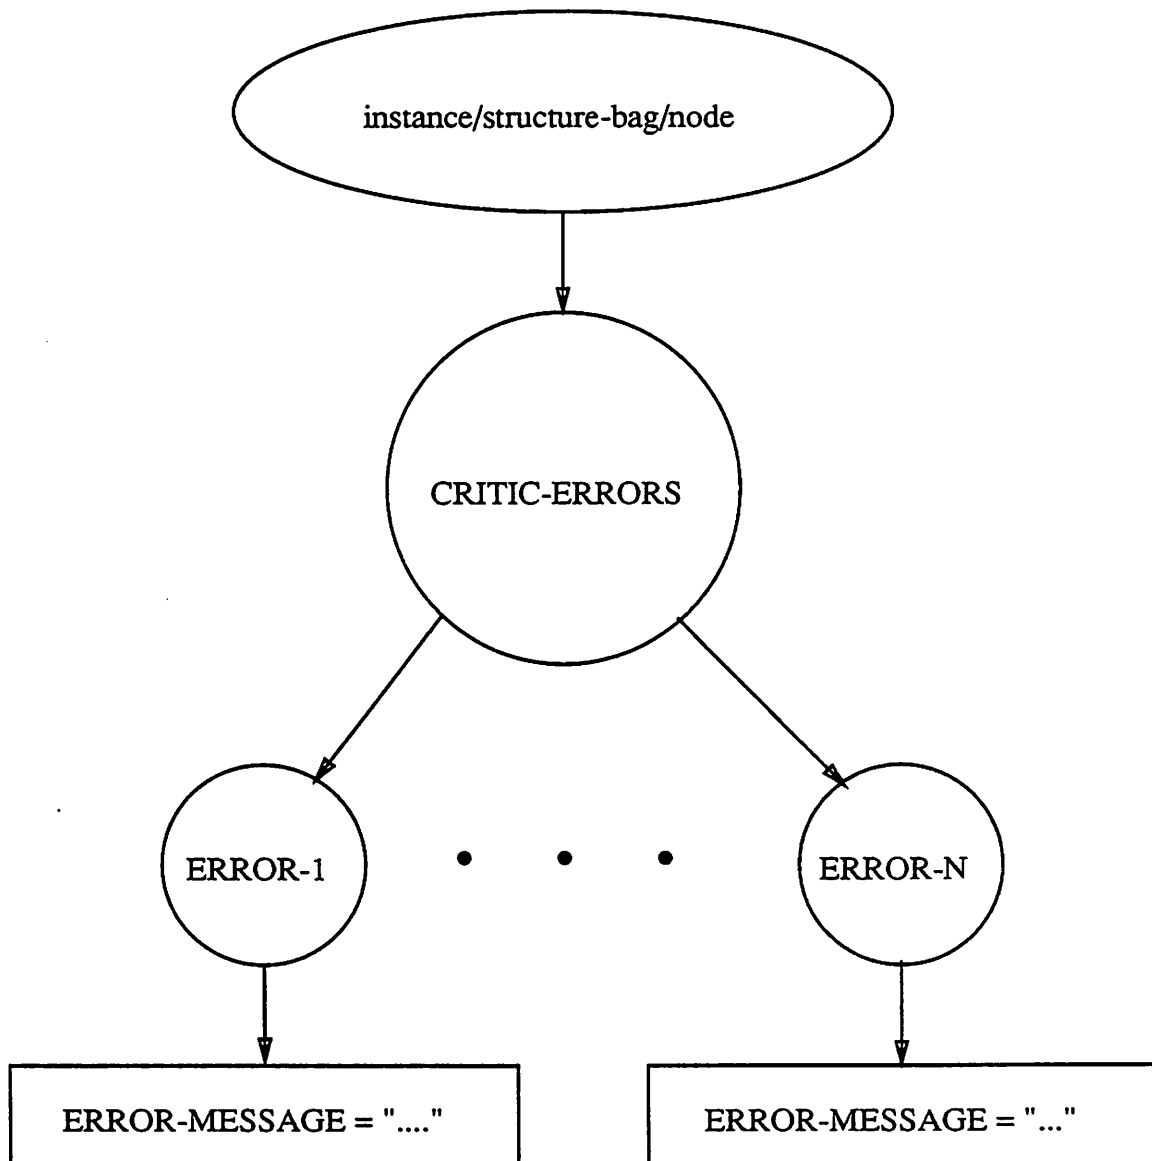 instance/structure-bag/node
CRITIC-ERRORS
ERROR-1
ERROR-N
ERROR-MESSAGE = "...."
ERROR-MESSAGE = "..."